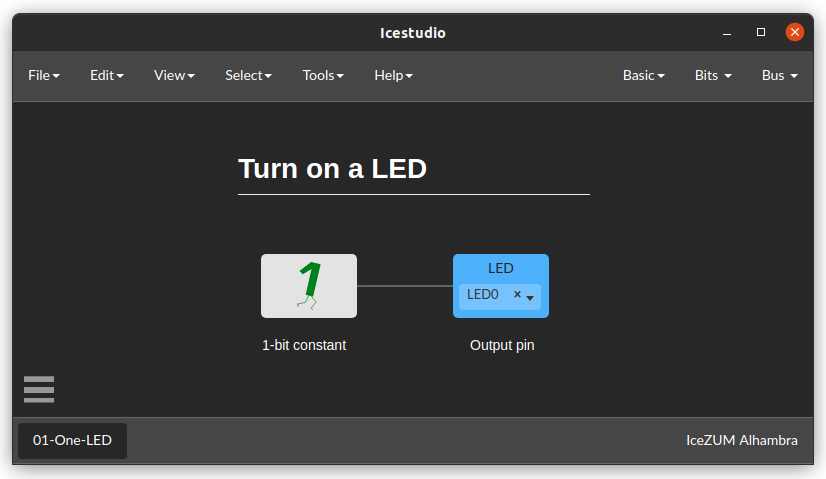 Icestudio
File Edit View Select Tools Help Basic Bits Bus
Turn on a LED
1
LED
LED0 ×
1-bit constant
Output pin
01-One-LED
IceZUM Alhambra